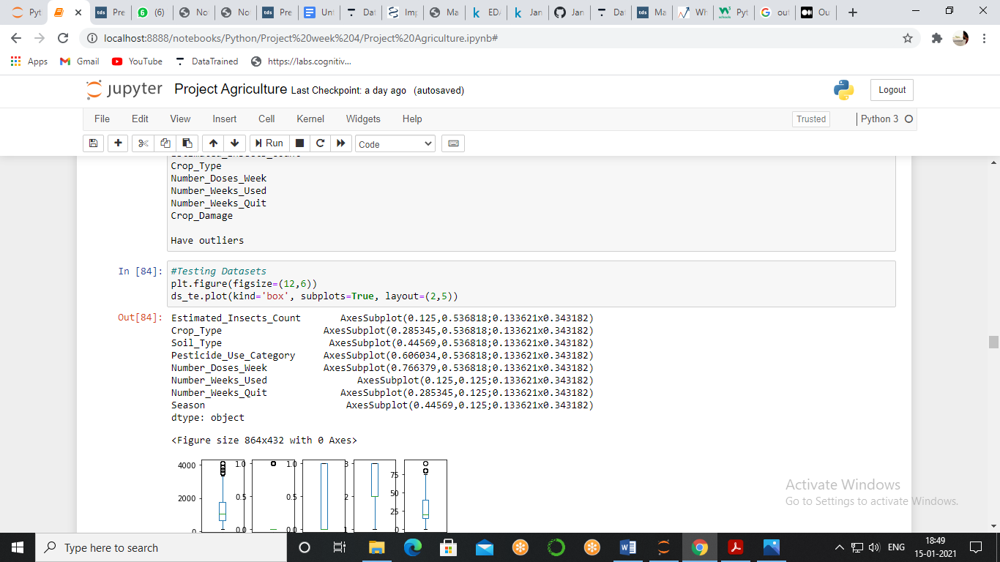 Pyt
Pre
(6)
Not
Not
Pre
Unt
Dat
Imp
Ma
EDA
Jan
Jan
Dat
Ma
Wh
Pyt
out
Ou
localhost:8888/notebooks/Python/Project%20week%204/Project%20Agriculture.ipynb#
Apps
Gmail
YouTube
DataTrained
https://labs.cognitiv...
jupyter Project Agriculture Last Checkpoint: a day ago (autosaved)
Logout
File Edit View Insert Cell Kernel Widgets Help
Trusted
Python 3
Run
Code
Estimated_Insects_Count
Crop_Type
Number_Doses_Week
Number_Weeks_Used
Number_Weeks_Quit
Crop_Damage
Have outliers
In [84]: #Testing Datasets
plt.figure(figsize=(12,6))
ds_te.plot(kind='box', subplots=True, layout=(2,5))
Out[84]: Estimated_Insects_Count AxesSubplot(0.125,0.536818;0.133621x0.343182)
Crop_Type AxesSubplot(0.285345,0.536818;0.133621x0.343182)
Soil_Type AxesSubplot(0.44569,0.536818;0.133621x0.343182)
Pesticide_Use_Category AxesSubplot(0.606034,0.536818;0.133621x0.343182)
Number_Doses_Week AxesSubplot(0.766379,0.536818;0.133621x0.343182)
Number_Weeks_Used AxesSubplot(0.125,0.125;0.133621x0.343182)
Number_Weeks_Quit AxesSubplot(0.285345,0.125;0.133621x0.343182)
Season AxesSubplot(0.44569,0.125;0.133621x0.343182)
dtype: object
<Figure size 864x432 with 0 Axes>
4000 1.0 1.0 3
75
2000 0.5 0.5 2 50
25
0 0.0 0.0 1 0
Activate Windows
Go to Settings to activate Windows.
Type here to search
ENG
18:49
15-01-2021